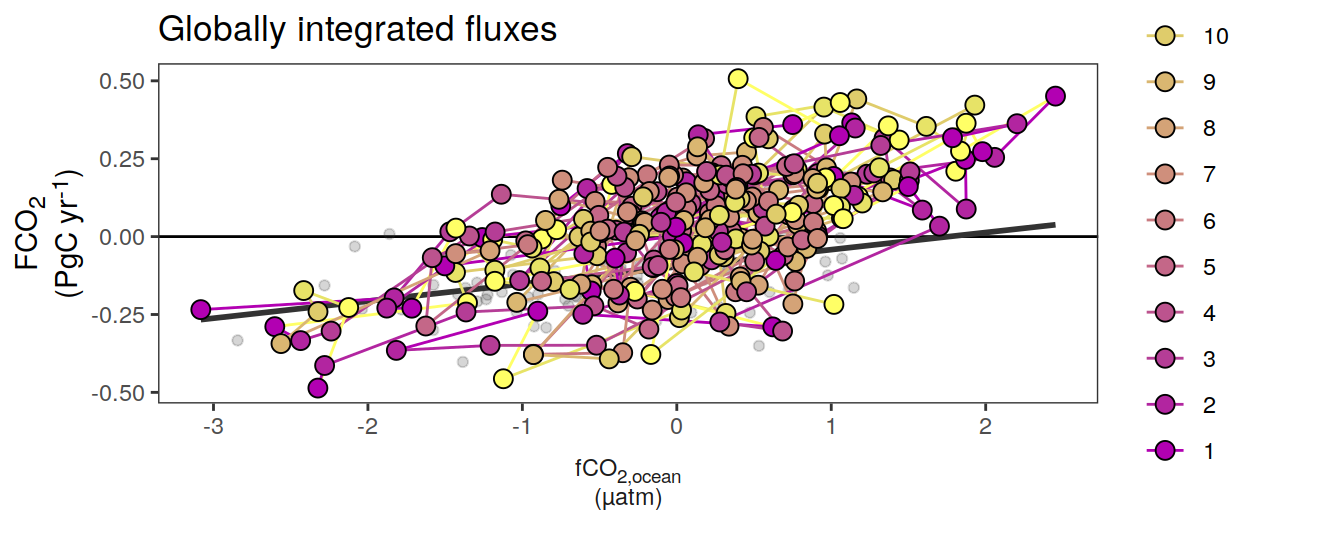 Globally integrated fluxes
FCO2
(PgC yr-1)
0.50
0.25
0.00
-0.25
-0.50
-3 -2 -1 0 1 2
fCO2,ocean
(µatm)
10
9
8
7
6
5
4
3
2
1